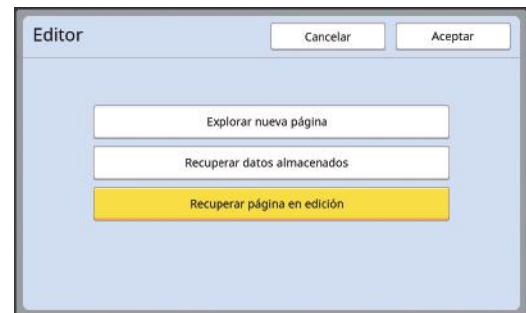 Editor
Cancelar
Aceptar
Explorar nueva página
Recuperar datos almacenados
Recuperar página en edición